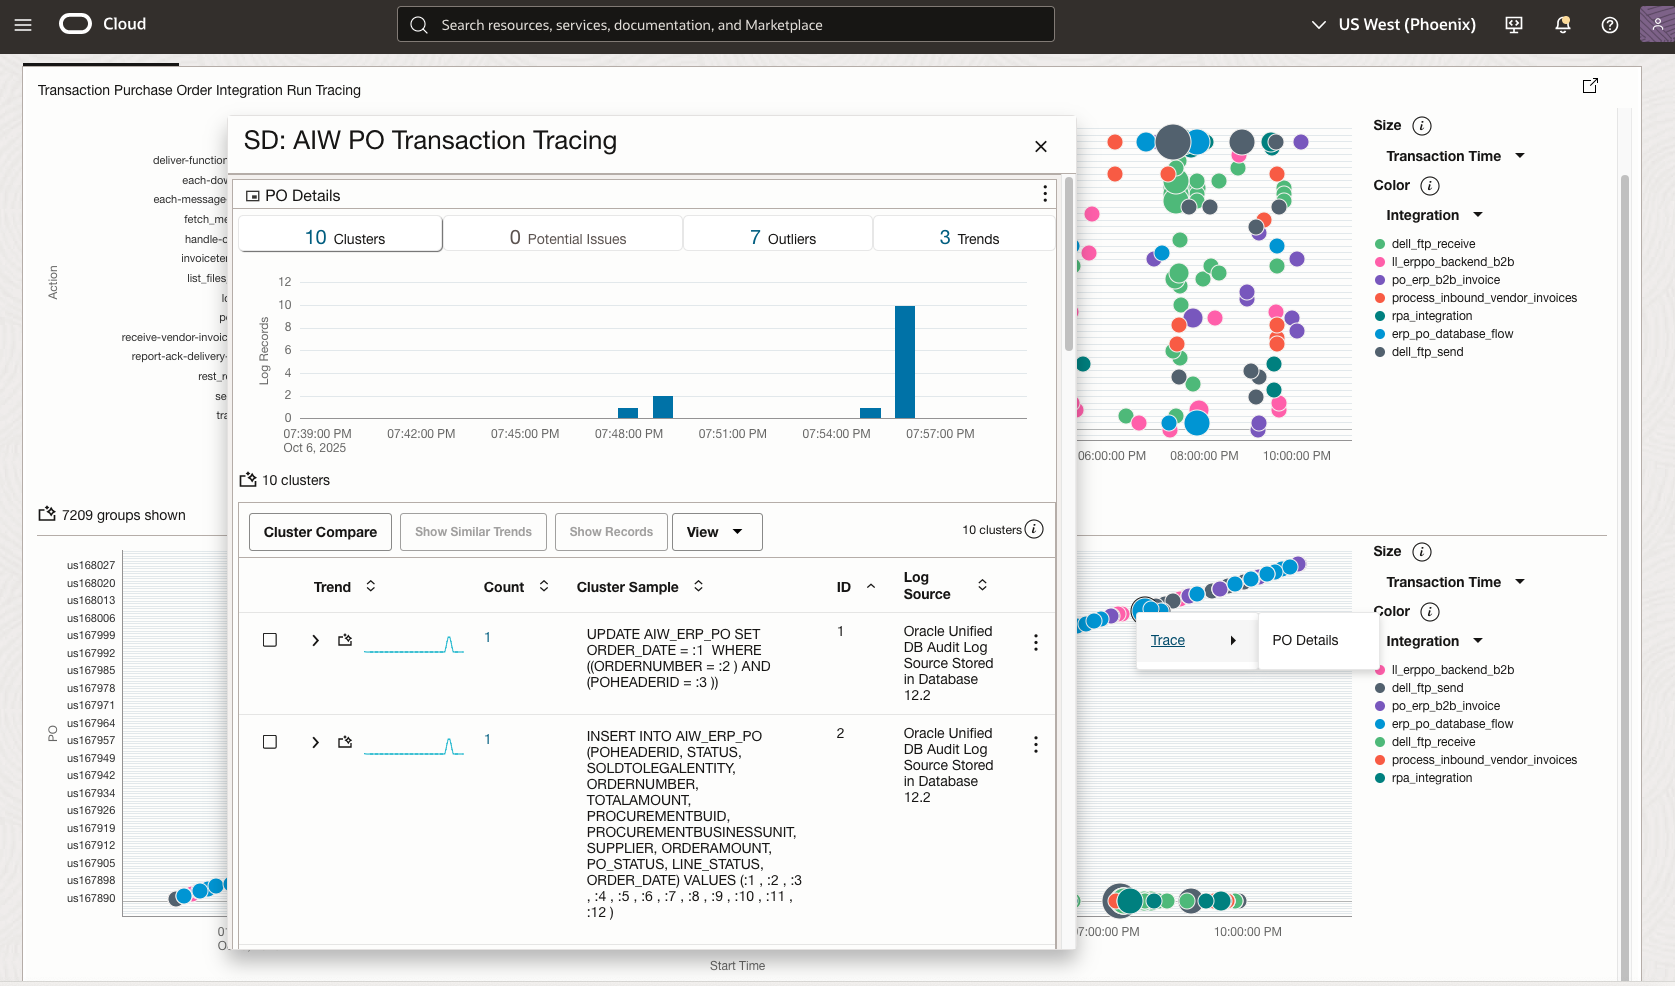 Cloud
Search resources, services, documentation, and Marketplace
US West (Phoenix)
Transaction Purchase Order Integration Run Tracing
SD: AIW PO Transaction Tracing
PO Details
10 Clusters
0 Potential Issues
7 Outliers
3 Trends
Log Records
12
10
8
6
4
2
0
07:39:00 PM
Oct 6, 2025
07:42:00 PM
07:45:00 PM
07:48:00 PM
07:51:00 PM
07:54:00 PM
07:57:00 PM
10 clusters
Cluster Compare
Show Similar Trends
Show Records
View
10 clusters
Trend
Count
Cluster Sample
ID
Log
Source
1
UPDATE AIW_ERP_PO SET
ORDER_DATE = :1 WHERE
((ORDERNUMBER = :2 ) AND
(POHEADERID = :3 ))
1
Oracle Unified
DB Audit Log
Source Stored
in Database
12.2
1
INSERT INTO AIW_ERP_PO
(POHEADERID, STATUS,
SOLDTOLEGALENTITY,
ORDERNUMBER,
TOTALAMOUNT,
PROCUREMENTBUID,
PROCUREMENTBUSINESSUNIT,
SUPPLIER, ORDERAMOUNT,
PO_STATUS, LINE_STATUS,
ORDER_DATE) VALUES (:1 , :2 , :3
, :4 , :5 , :6 , :7 , :8 , :9 , :10 , :11 ,
:12 )
2
Oracle Unified
DB Audit Log
Source Stored
in Database
12.2
Action
deliver-function
each-dow
each-message-
fetch_me
handle-c
invoiceter
list_files
receive-vendor-invoic
report-ack-delivery-
rest_re
se
tra
06:00:00 PM
08:00:00 PM
10:00:00 PM
Size
Transaction Time
Color
Integration
dell_ftp_receive
ll_erppo_backend_b2b
po_erp_b2b_invoice
process_inbound_vendor_invoices
rpa_integration
erp_po_database_flow
dell_ftp_send
7209 groups shown
PO
us168027
us168020
us168013
us168006
us167999
us167992
us167985
us167978
us167971
us167964
us167957
us167949
us167942
us167934
us167926
us167919
us167912
us167905
us167898
us167890
7:00:00 PM
10:00:00 PM
Start Time
Trace
PO Details
Size
Transaction Time
Color
Integration
ll_erppo_backend_b2b
dell_ftp_send
po_erp_b2b_invoice
erp_po_database_flow
dell_ftp_receive
process_inbound_vendor_invoices
rpa_integration